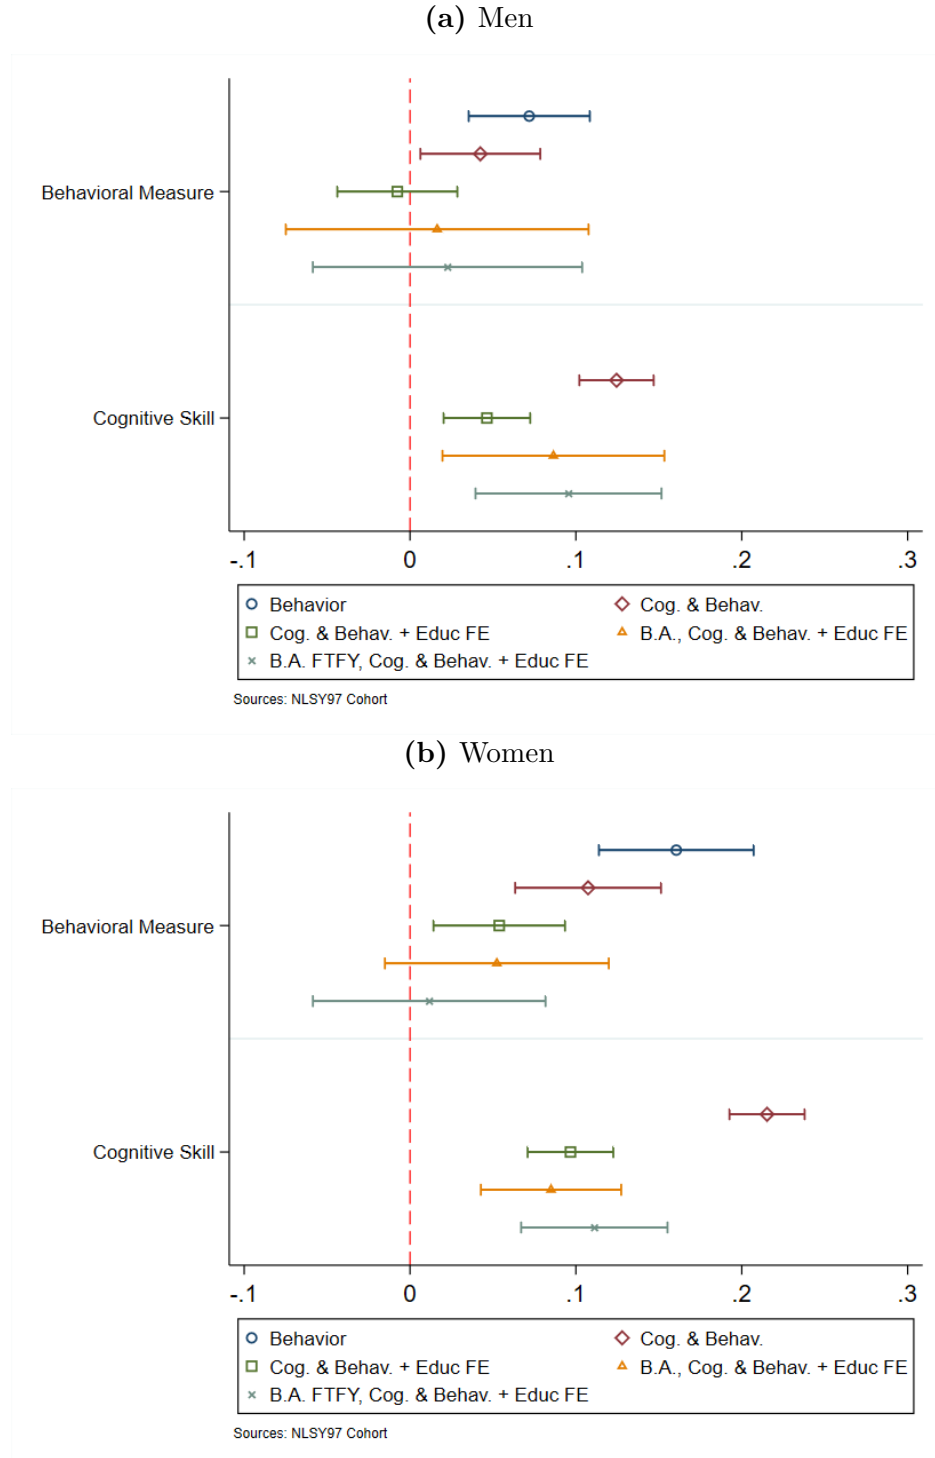 (a) Men
Behavioral Measure
Cognitive Skill
-.1 0 .1 .2 .3
Behavior Cog. & Behav.
Cog. & Behav. + Educ FE B.A., Cog. & Behav. + Educ FE
B.A. FTFY, Cog. & Behav. + Educ FE
Sources: NLSY97 Cohort
(b) Women
Behavioral Measure
Cognitive Skill
-.1 0 .1 .2 .3
Behavior Cog. & Behav.
Cog. & Behav. + Educ FE B.A., Cog. & Behav. + Educ FE
B.A. FTFY, Cog. & Behav. + Educ FE
Sources: NLSY97 Cohort